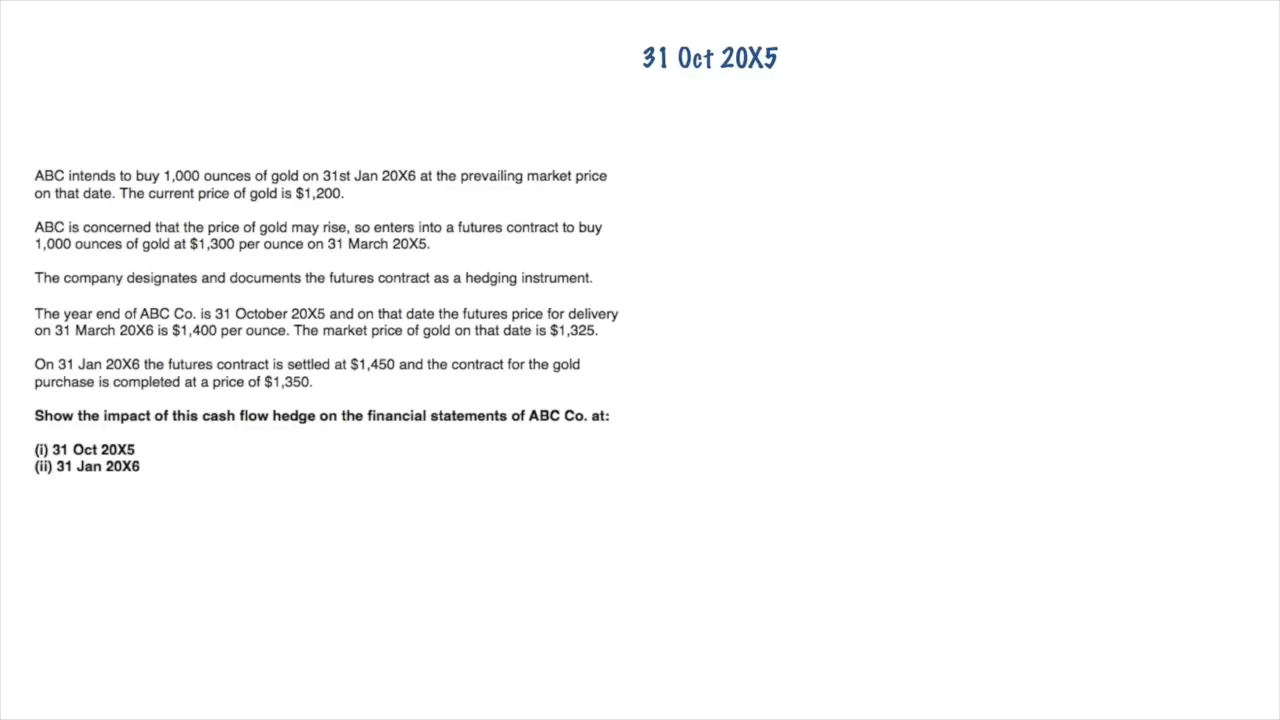 31 Oct 20X5
ABC intends to buy 1,000 ounces of gold on 31st Jan 20X6 at the prevailing market price
on that date. The current price of gold is $1,200.
ABC is concerned that the price of gold may rise, so enters into a futures contract to buy
1,000 ounces of gold at $1,300 per ounce on 31 March 20X5.
The company designates and documents the futures contract as a hedging instrument.
The year end of ABC Co. is 31 October 20X5 and on that date the futures price for delivery
on 31 March 20X6 is $1,400 per ounce. The market price of gold on that date is $1,325.
On 31 Jan 20X6 the futures contract is settled at $1,450 and the contract for the gold
purchase is completed at a price of $1,350.
Show the impact of this cash flow hedge on the financial statements of ABC Co. at:
(i) 31 Oct 20X5
(ii) 31 Jan 20X6